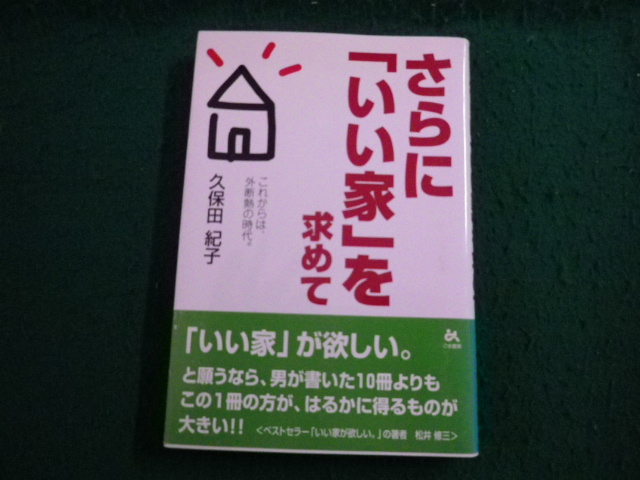 さらに
「いい家」を
求めて
これからは、
外断熱の時代。
久保田 紀子
「いい家」が欲しい。
と願うなら、男が書いた10冊よりも
この1冊の方が、はるかに得るものが
大きい!!
<ベストセラー「いい家が欲しい。」の著者 松井 修三>
ごま書房